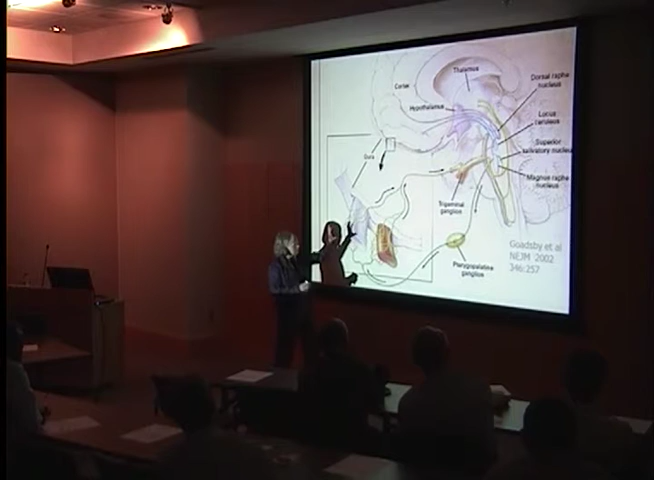 Thalamus
Cortex
Dorsal raphe
nucleus
Hypothalamus
Locus
ceruleus
Superior
salivatory nucleus
Dura
Magnus raphe
nucleus
Trigeminal
ganglion
Goadsby et al
NEJM 2002
346:257
Pterygopalatine
ganglion